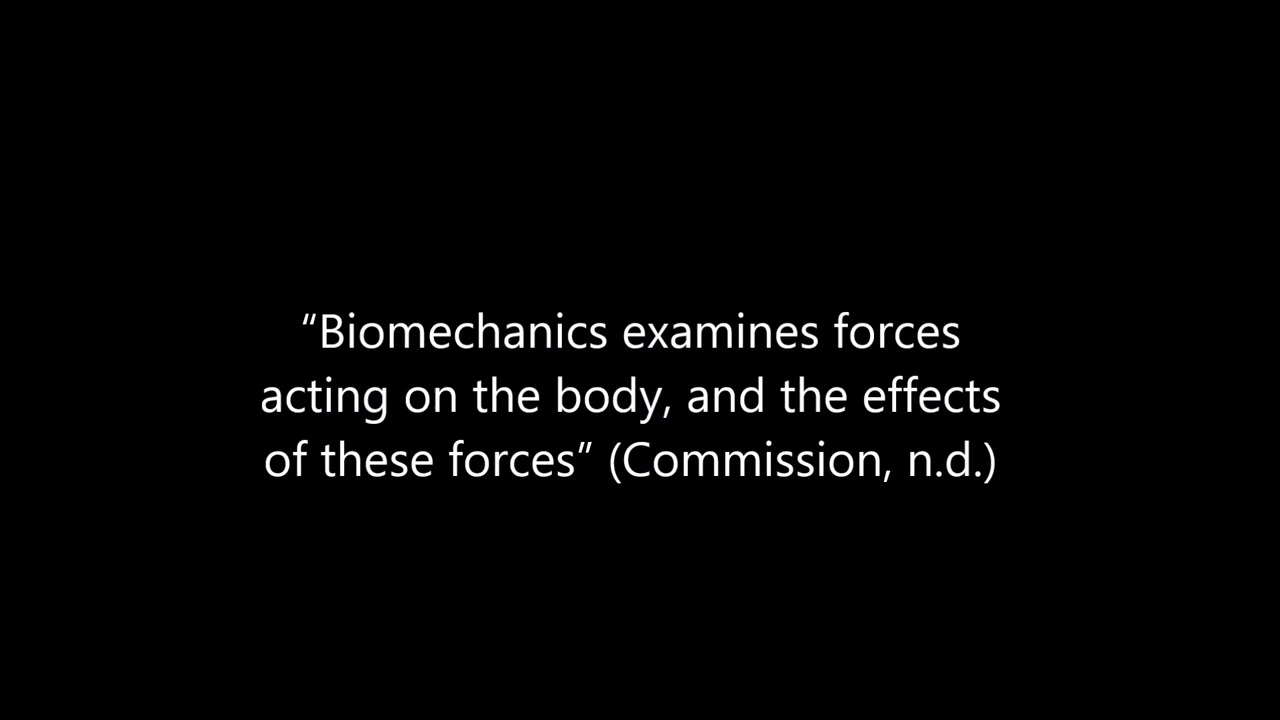 “Biomechanics examines forces
acting on the body, and the effects
of these forces” (Commission, n.d.)